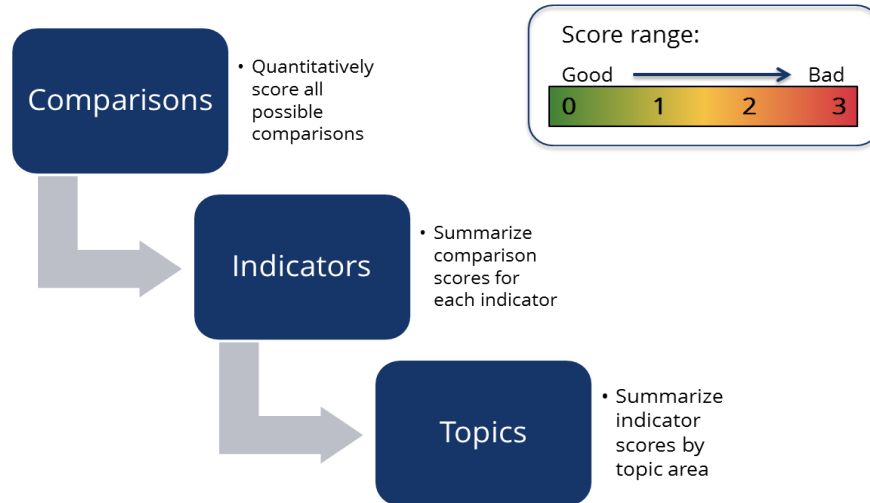 Comparisons
• Quantitatively
score all
possible
comparisons
Score range:
Good Bad
0 1 2 3
Indicators
• Summarize
comparison
scores for
each indicator
Topics
• Summarize
indicator
scores by
topic area